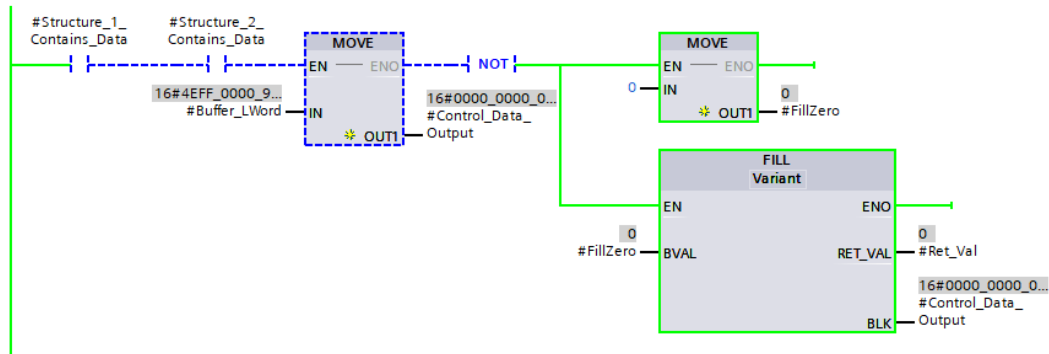 #Structure_1_
Contains_Data
#Structure_2_
Contains_Data
MOVE
EN ENO
16#4EFF_0000_9...
#Buffer_LWord
IN
OUT1
16#0000_0000_0...
#Control_Data_
Output
NOT
MOVE
EN ENO
0
IN
OUT1
0
#FillZero
FILL
Variant
EN ENO
0
#FillZero
BVAL
RET_VAL
0
#Ret_Val
16#0000_0000_0...
#Control_Data_
BLK
Output